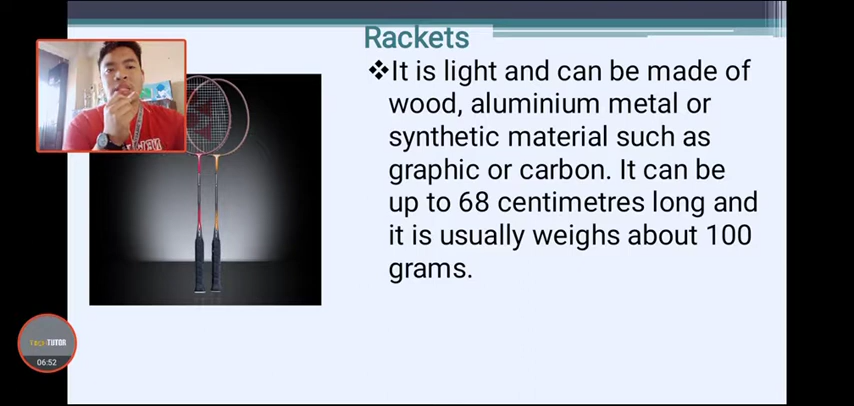 Rackets
❖It is light and can be made of
wood, aluminium metal or
synthetic material such as
graphic or carbon. It can be
up to 68 centimetres long and
it is usually weighs about 100
grams.
TUTOR
06:52